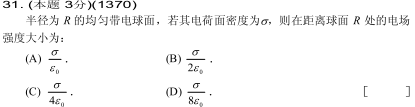 31. (本题 3分)(1370)
半径为 R 的均匀带电球面，若其电荷面密度为σ，则在距离球面 R 处的电场
强度大小为：
(A) σ/ε₀ . (B) σ/2ε₀ .
(C) σ/4ε₀ . (D) σ/8ε₀ . [ ]